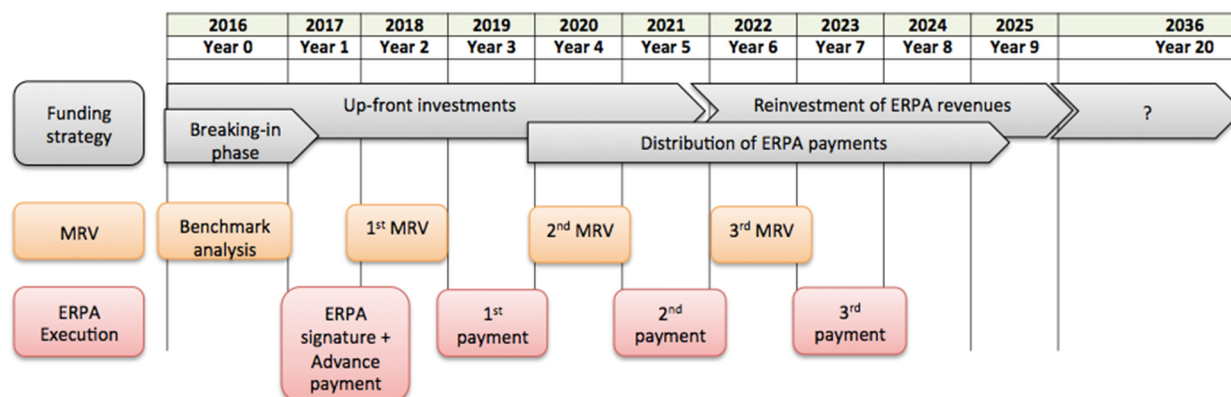 2016 2017 2018 2019 2020 2021 2022 2023 2024 2025 2036
Year 0 Year 1 Year 2 Year 3 Year 4 Year 5 Year 6 Year 7 Year 8 Year 9 Year 20
Funding
strategy
Up-front investments
Reinvestment of ERPA revenues
?
Breaking-in
phase
Distribution of ERPA payments
MRV
Benchmark
analysis
1st MRV
2nd MRV
3rd MRV
ERPA
Execution
ERPA
signature +
Advance
payment
1st
payment
2nd
payment
3rd
payment